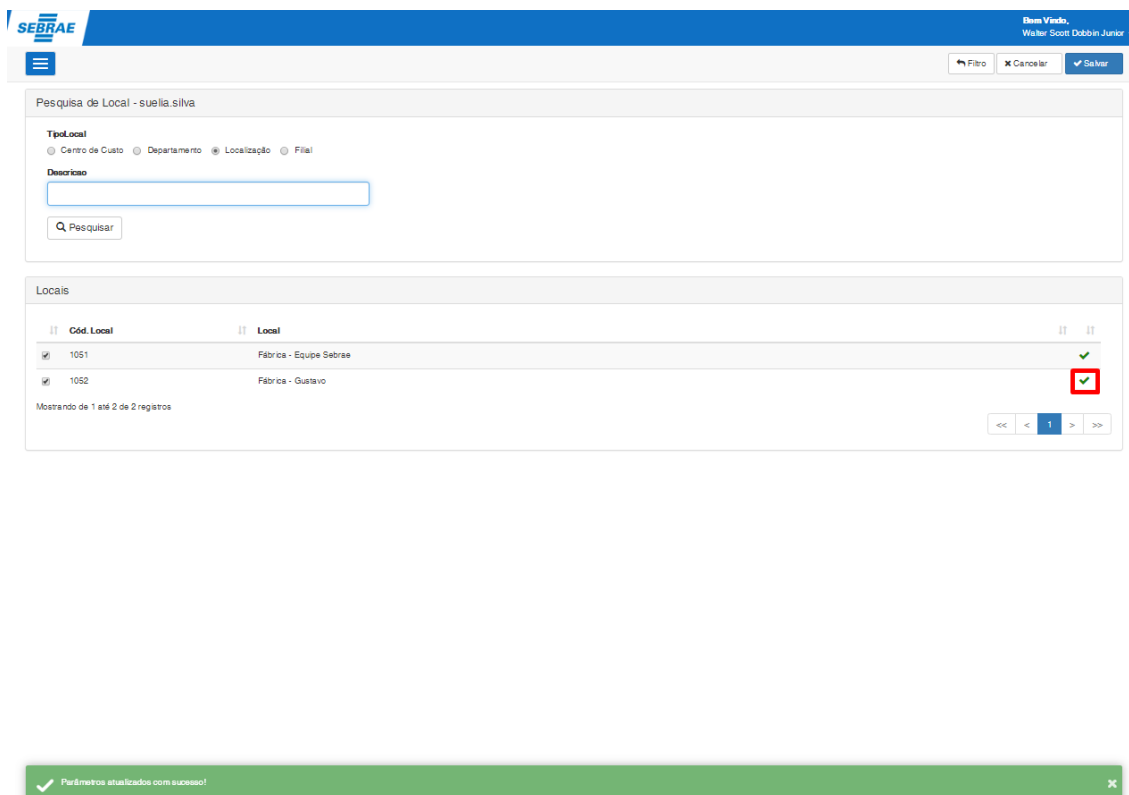 SEBRAE
Bem Vindo,
Walter Scott Dobbin Junior
Filtro
Cancelar
Salvar
Pesquisa de Local - suelia.silva
TipoLocal
Centro de Custo Departamento Localização Filial
Descricao
Pesquisar
Locais
Cód. Local Local
1051 Fábrica - Equipe Sebrae
1052 Fábrica - Gustavo
Mostrando de 1 até 2 de 2 registros
<< < 1 > >>
Parâmetros atualizados com sucesso!